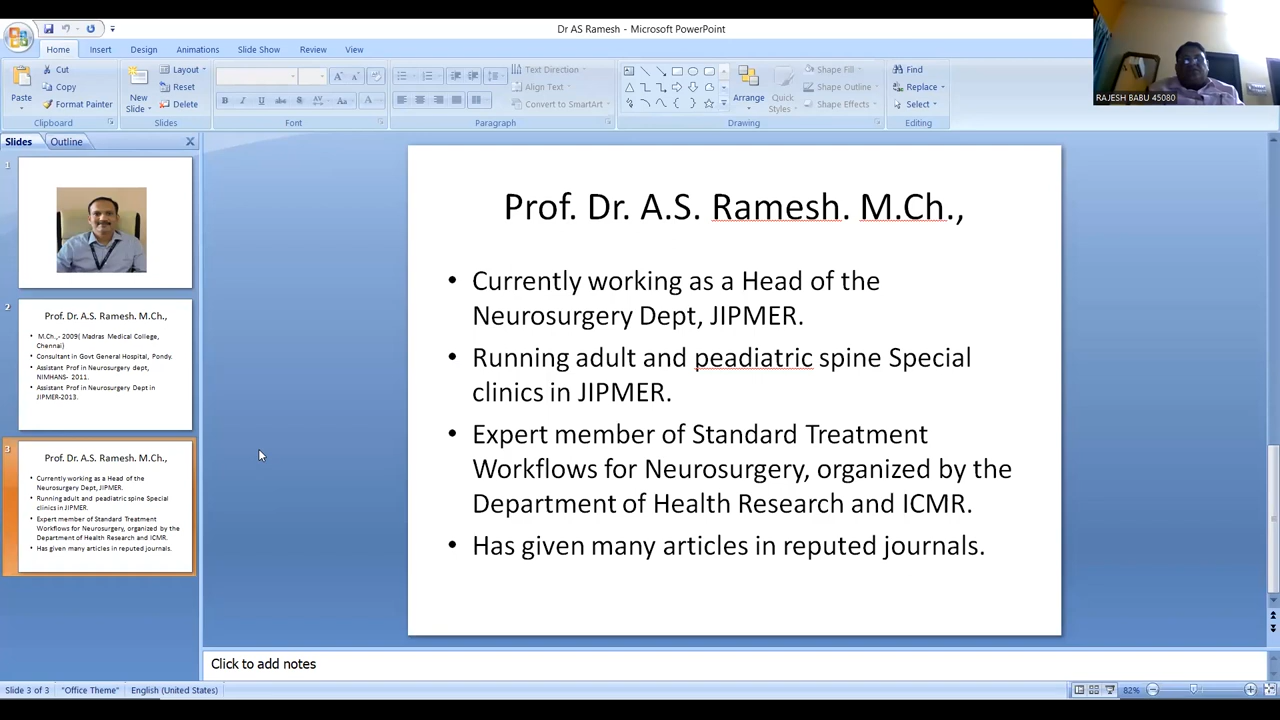 Dr AS Ramesh - Microsoft PowerPoint
Home Insert Design Animations Slide Show Review View
Paste
Cut
Copy
Format Painter
Clipboard
New
Slide
Layout
Reset
Delete
Slides
Font
Text Direction
Align Text
Convert to SmartArt
Paragraph
Arrange
Quick
Styles
Shape Fill
Shape Outline
Shape Effects
Drawing
Find
Replace
Select
Editing
RAJESH BABU 45080
Slides Outline
1
2
Prof. Dr. A.S. Ramesh. M.Ch.,
• M.Ch.,- 2009( Madras Medical College,
Chennai)
• Consultant in Govt General Hospital, Pondy.
• Assistant Prof in Neurosurgery dept,
NIMHANS- 2011.
• Assistant Prof in Neurosurgery Dept in
JIPMER-2013.
3
Prof. Dr. A.S. Ramesh. M.Ch.,
• Currently working as a Head of the
Neurosurgery Dept, JIPMER.
• Running adult and peadiatric spine Special
clinics in JIPMER.
• Expert member of Standard Treatment
Workflows for Neurosurgery, organized by the
Department of Health Research and ICMR.
• Has given many articles in reputed journals.
Prof. Dr. A.S. Ramesh. M.Ch.,
• Currently working as a Head of the
Neurosurgery Dept, JIPMER.
• Running adult and peadiatric spine Special
clinics in JIPMER.
• Expert member of Standard Treatment
Workflows for Neurosurgery, organized by the
Department of Health Research and ICMR.
• Has given many articles in reputed journals.
Click to add notes
Slide 3 of 3 "Office Theme" English (United States) 82%